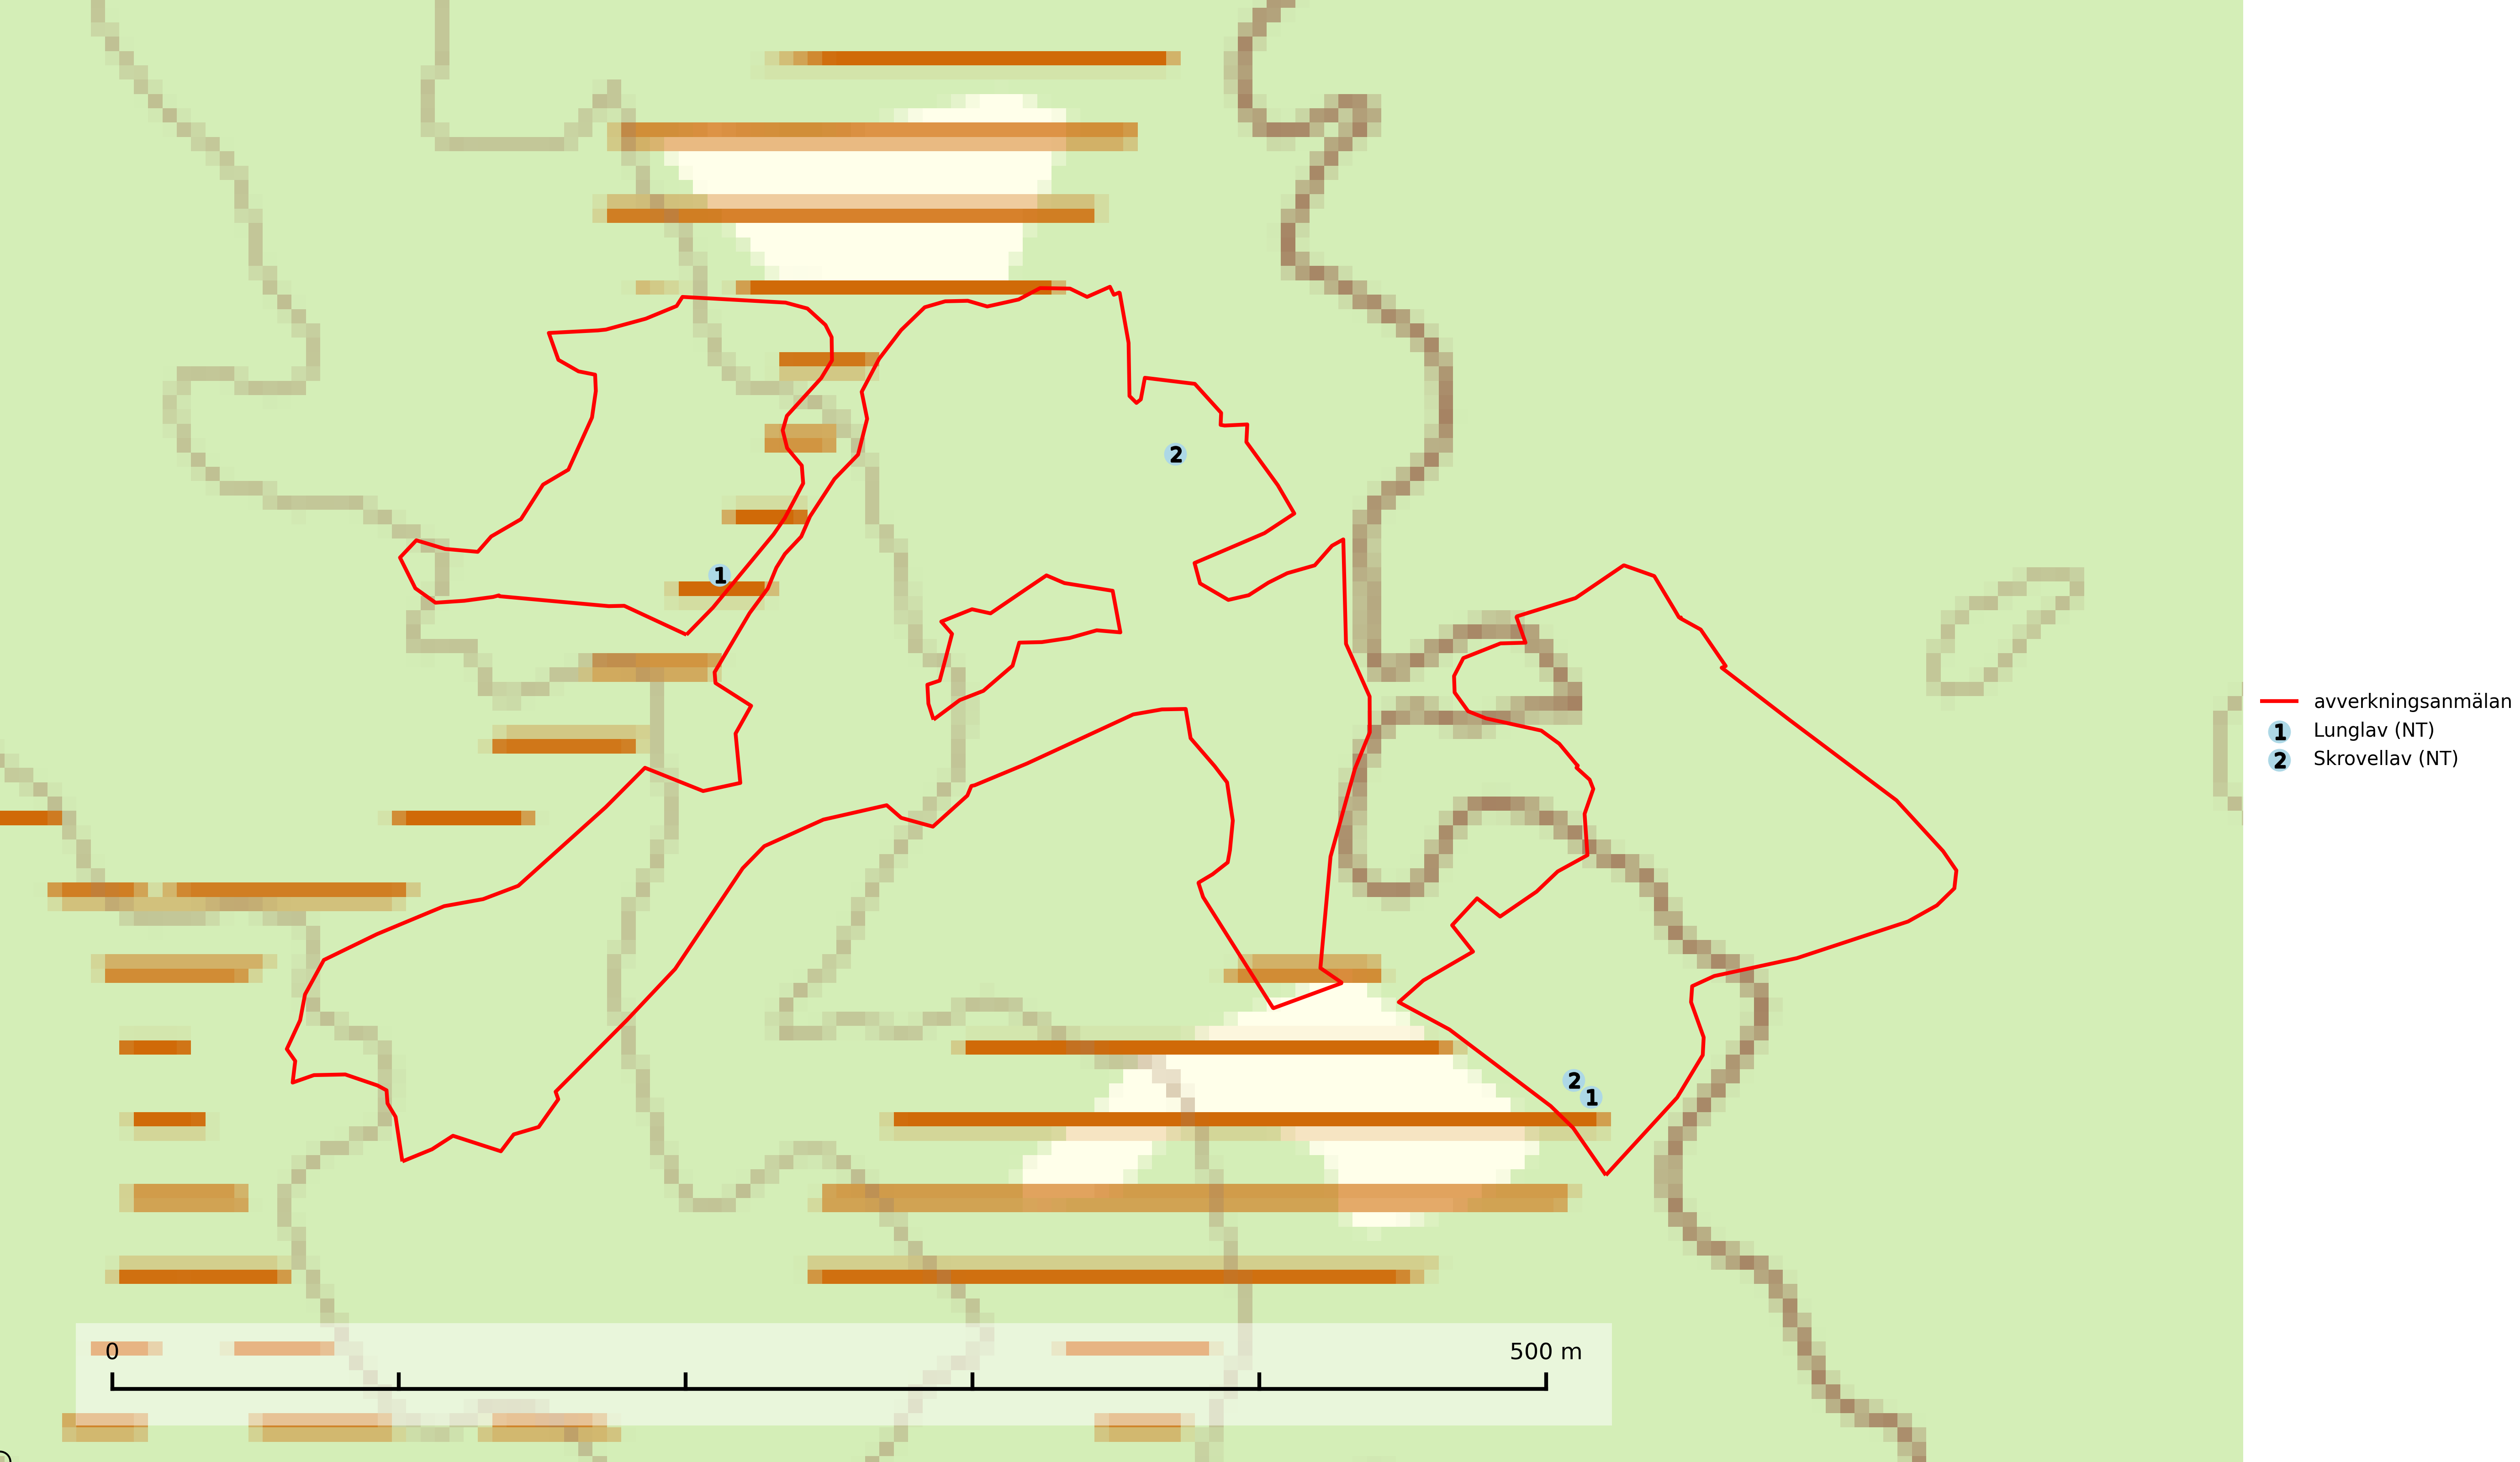 2
1
2
1
0
500 m
avverkningsanmälan
1 Lunglav (NT)
2 Skrovellav (NT)